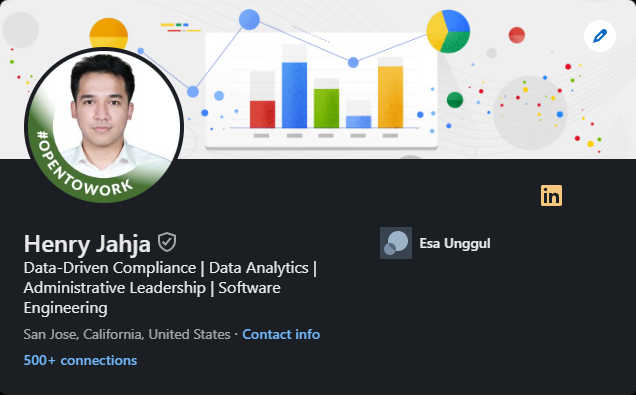 #OPENTOWORK
in
Henry Jahja
Esa Unggul
Data-Driven Compliance | Data Analytics |
Administrative Leadership | Software
Engineering
San Jose, California, United States · Contact info
500+ connections